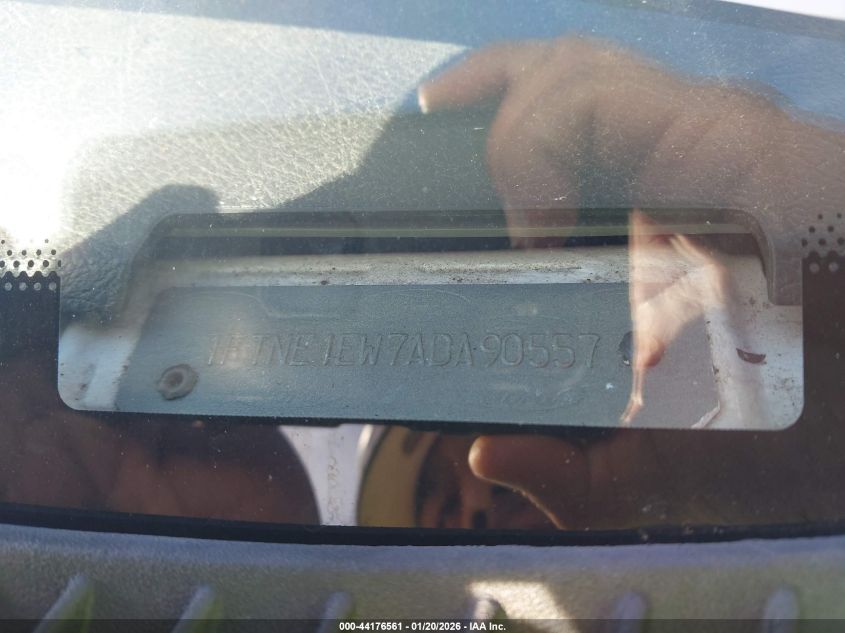 1FTNE1EW7ADA90557
000-44176561 - 01/20/2026 - IAA Inc.